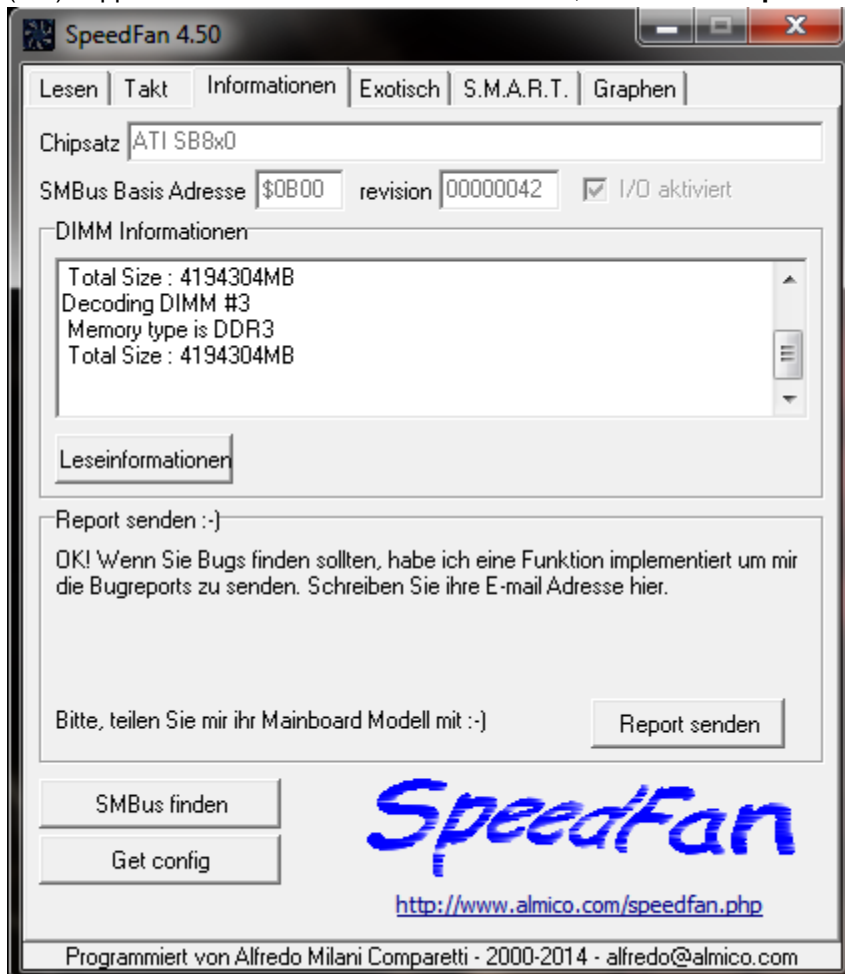 SpeedFan 4.50
Lesen Takt Informationen Exotisch S.M.A.R.T. Graphen
Chipsatz ATI SB8x0
SMBus Basis Adresse $0B00 revision 00000042 I/O aktiviert
DIMM Informationen
Total Size : 4194304MB
Decoding DIMM #3
Memory type is DDR3
Total Size : 4194304MB
Leseinformationen
Report senden :-)
OK! Wenn Sie Bugs finden sollten, habe ich eine Funktion implementiert um mir
die Bugreports zu senden. Schreiben Sie ihre E-mail Adresse hier.
Bitte, teilen Sie mir ihr Mainboard Modell mit :-)
Report senden
SMBus finden
Get config
SpeedFan
http://www.almico.com/speedfan.php
Programmiert von Alfredo Milani Comparetti - 2000-2014 - alfredo@almico.com